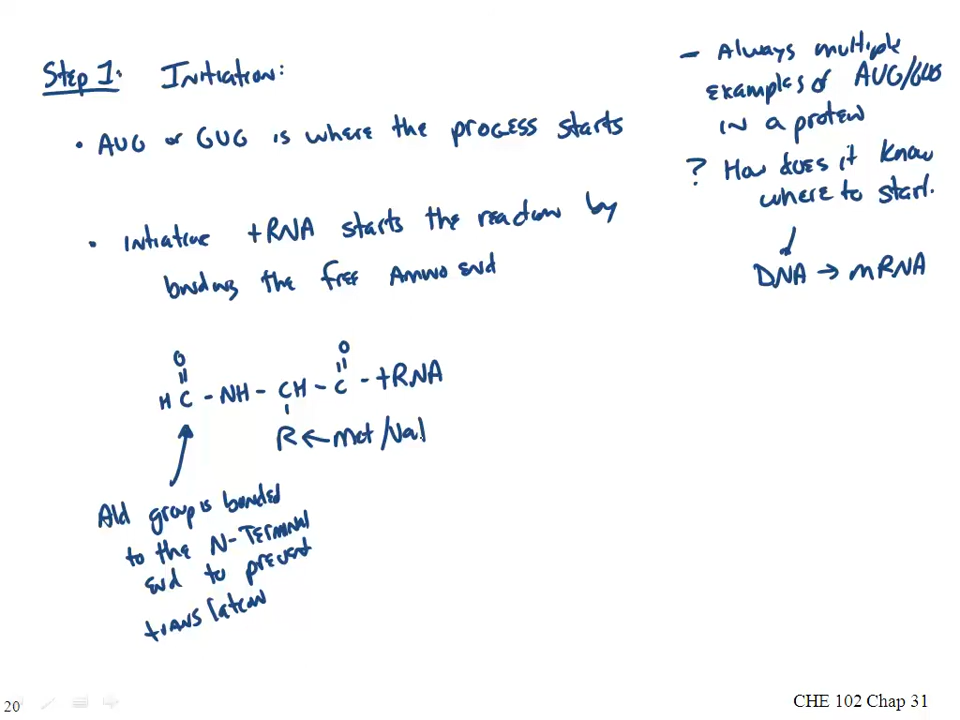 Step 1: Initiation:
• AUG or GUG is where the process starts
• initiative tRNA starts the reaction by
binding the free Amino end
O
||
H C - NH - CH - C - tRNA
O
||
R ← Met/Val
Ald group is bonded
to the N-Terminal
end to prevent
translation
- Always multiple
examples of AUG/GUG
in a protein
? How does it know
where to start.
DNA → mRNA
20
CHE 102 Chap 31